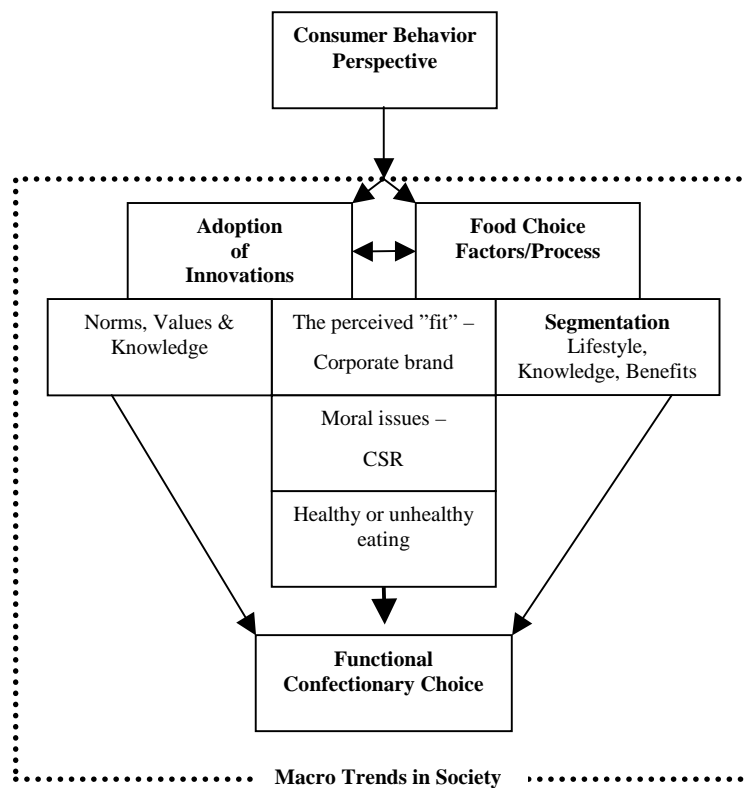 Consumer Behavior
Perspective
Adoption
of
Innovations
Food Choice
Factors/Process
Norms, Values &
Knowledge
The perceived ”fit” –
Corporate brand
Segmentation
Lifestyle,
Knowledge, Benefits
Moral issues –
CSR
Healthy or unhealthy
eating
Functional
Confectionary Choice
Macro Trends in Society